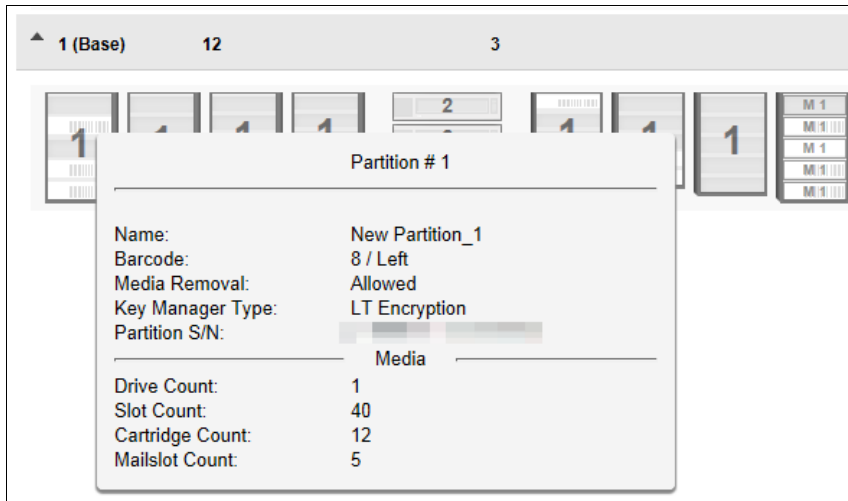 1 (Base) 12 3
2
M 1
1 1 1 1 1 1 1 M 1
M 1
M 1
M 1
Partition # 1
Name: New Partition_1
Barcode: 8 / Left
Media Removal: Allowed
Key Manager Type: LT Encryption
Partition S/N:
Media
Drive Count: 1
Slot Count: 40
Cartridge Count: 12
Mailslot Count: 5